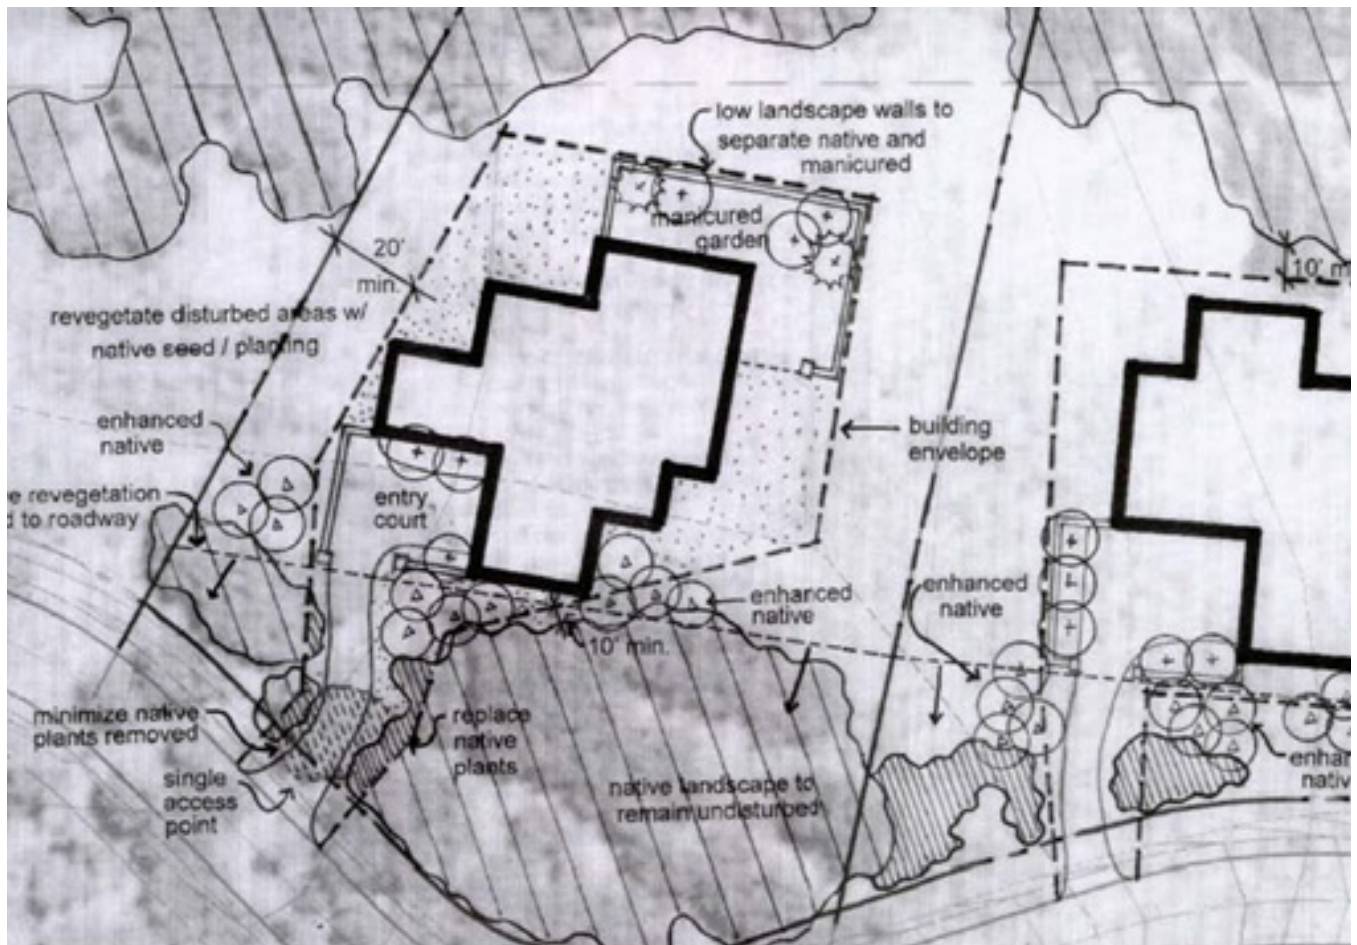 low landscape walls to
separate native and
manicured
manicured
garden
20'
min.
10' m
revegetate disturbed areas w/
native seed / planting
enhanced
native
building
envelope
e revegetation
d to roadway
entry
court
enhanced
native
enhanced
native
10' min.
minimize native
plants removed
replace
native
plants
single
access
point
native landscape to
remain undisturbed
enhan
nativ